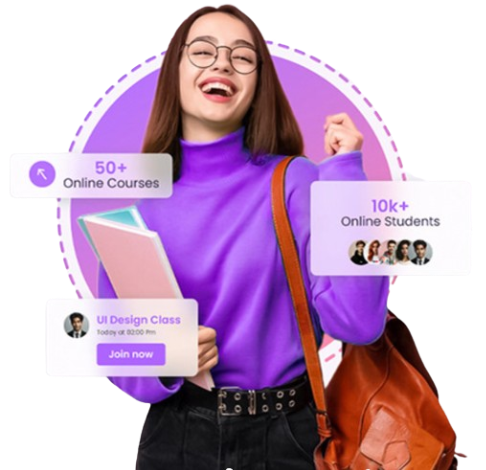 50+
Online Courses
10k+
Online Students
UI Design Class
Today at 02:00 Pm
Join now